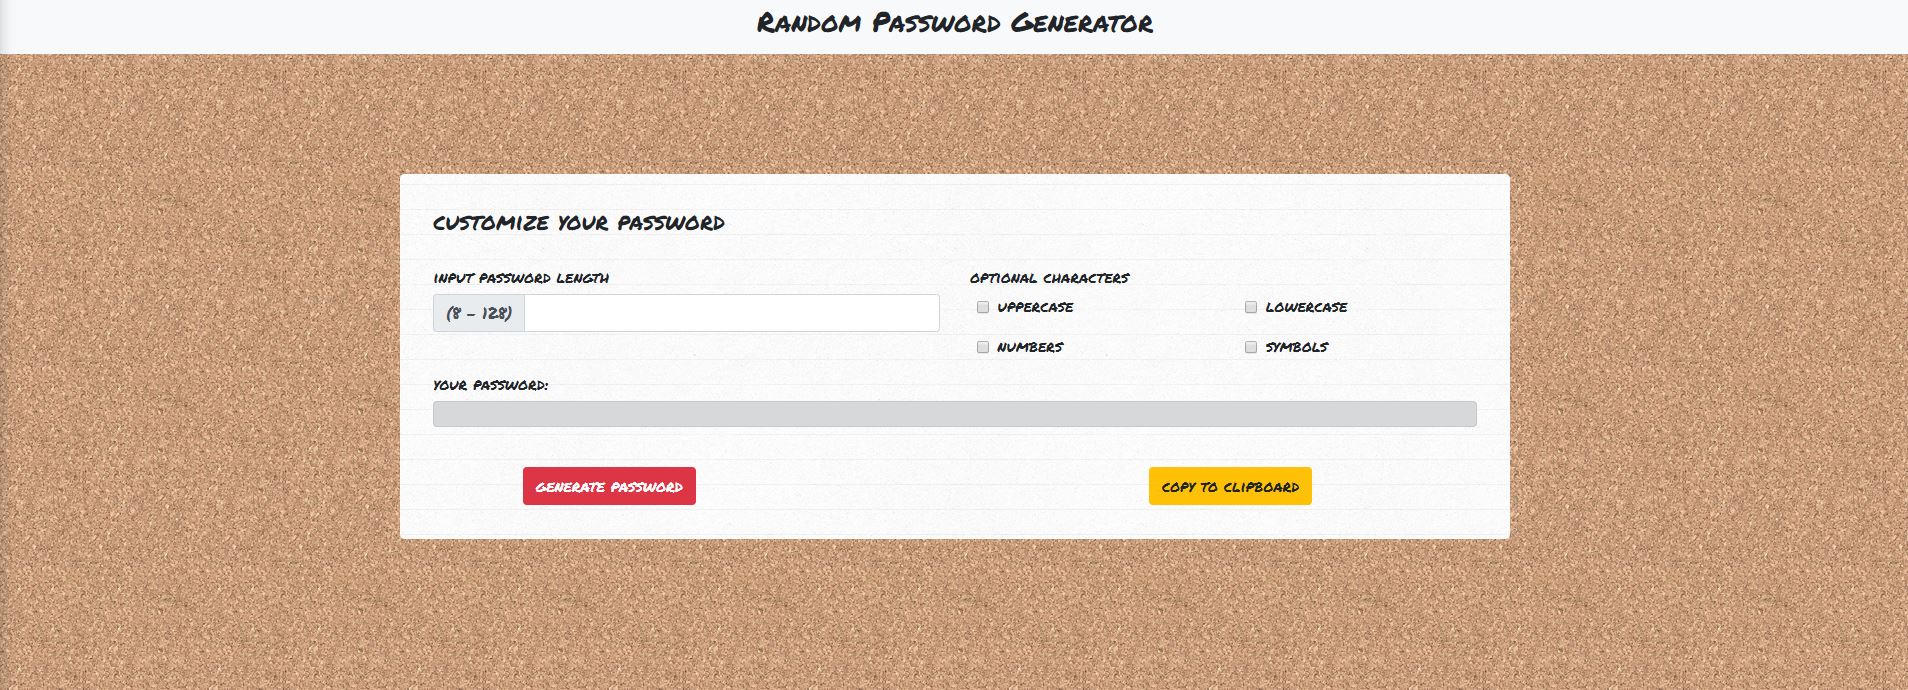 Random Password Generator
CUSTOMIZE YOUR PASSWORD
INPUT PASSWORD LENGTH
(8 - 128)
OPTIONAL CHARACTERS
UPPERCASE
LOWERCASE
NUMBERS
SYMBOLS
YOUR PASSWORD:
GENERATE PASSWORD
COPY TO CLIPBOARD